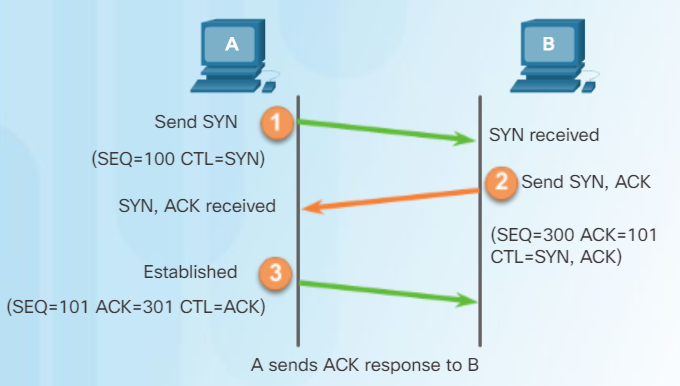 A
B
Send SYN
1
(SEQ=100 CTL=SYN)
SYN received
2
Send SYN, ACK
SYN, ACK received
(SEQ=300 ACK=101
CTL=SYN, ACK)
Established
3
(SEQ=101 ACK=301 CTL=ACK)
A sends ACK response to B